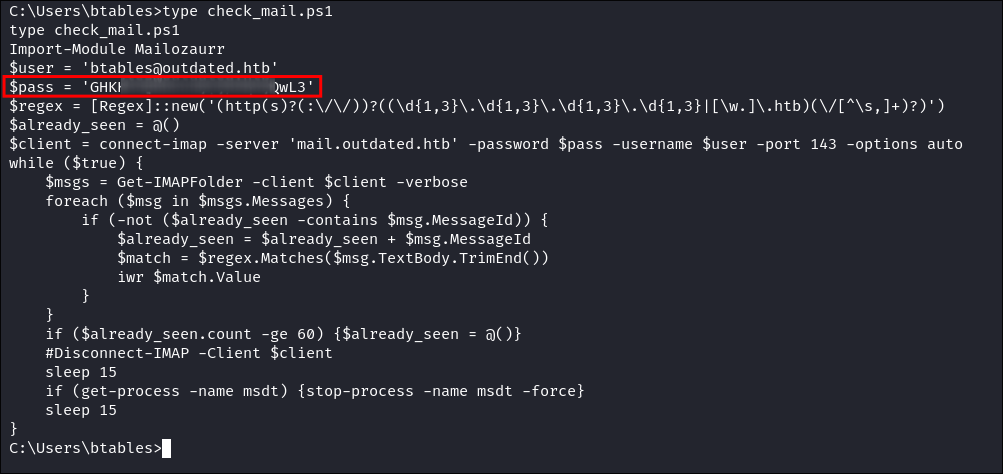 C:\Users\btables>type check_mail.ps1
type check_mail.ps1
Import-Module Mailozaurr
$user = 'btables@outdated.htb'
$pass = 'GHKH QwL3'
$regex = [Regex]::new('(http(s)?(:\/\/))?((\d{1,3}\.\d{1,3}\.\d{1,3}\.\d{1,3}|[\w.]\.htb)(\/[^\s,]+)?)')
$already_seen = @()
$client = connect-imap -server 'mail.outdated.htb' -password $pass -username $user -port 143 -options auto
while ($true) {
    $msgs = Get-IMAPFolder -client $client -verbose
    foreach ($msg in $msgs.Messages) {
        if (-not ($already_seen -contains $msg.MessageId)) {
            $already_seen = $already_seen + $msg.MessageId
            $match = $regex.Matches($msg.TextBody.TrimEnd())
            iwr $match.Value
        }
    }
    if ($already_seen.count -ge 60) {$already_seen = @()}
    #Disconnect-IMAP -Client $client
    sleep 15
    if (get-process -name msdt) {stop-process -name msdt -force}
    sleep 15
}
C:\Users\btables>